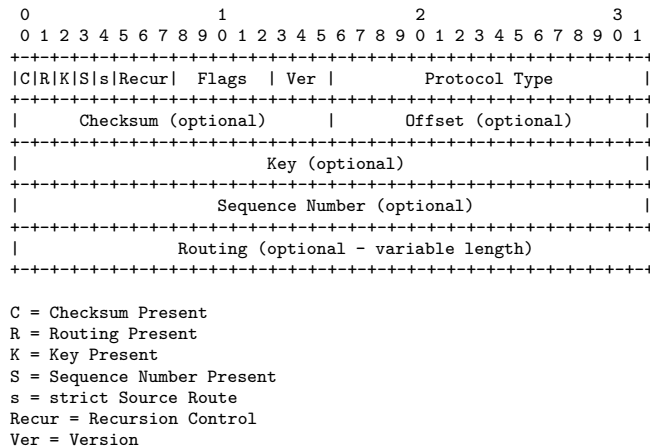 0                   1                   2                   3
0 1 2 3 4 5 6 7 8 9 0 1 2 3 4 5 6 7 8 9 0 1 2 3 4 5 6 7 8 9 0 1
+-+-+-+-+-+-+-+-+-+-+-+-+-+-+-+-+-+-+-+-+-+-+-+-+-+-+-+-+-+-+-+-+
|C|R|K|S|s|Recur|  Flags  | Ver |         Protocol Type         |
+-+-+-+-+-+-+-+-+-+-+-+-+-+-+-+-+-+-+-+-+-+-+-+-+-+-+-+-+-+-+-+-+
|      Checksum (optional)      |       Offset (optional)       |
+-+-+-+-+-+-+-+-+-+-+-+-+-+-+-+-+-+-+-+-+-+-+-+-+-+-+-+-+-+-+-+-+
|                         Key (optional)                        |
+-+-+-+-+-+-+-+-+-+-+-+-+-+-+-+-+-+-+-+-+-+-+-+-+-+-+-+-+-+-+-+-+
|                    Sequence Number (optional)                 |
+-+-+-+-+-+-+-+-+-+-+-+-+-+-+-+-+-+-+-+-+-+-+-+-+-+-+-+-+-+-+-+-+
|                Routing (optional - variable length)
+-+-+-+-+-+-+-+-+-+-+-+-+-+-+-+-+-+-+-+-+-+-+-+-+-+-+-+-+-+-+-+-+
C = Checksum Present
R = Routing Present
K = Key Present
S = Sequence Number Present
s = strict Source Route
Recur = Recursion Control
Ver = Version